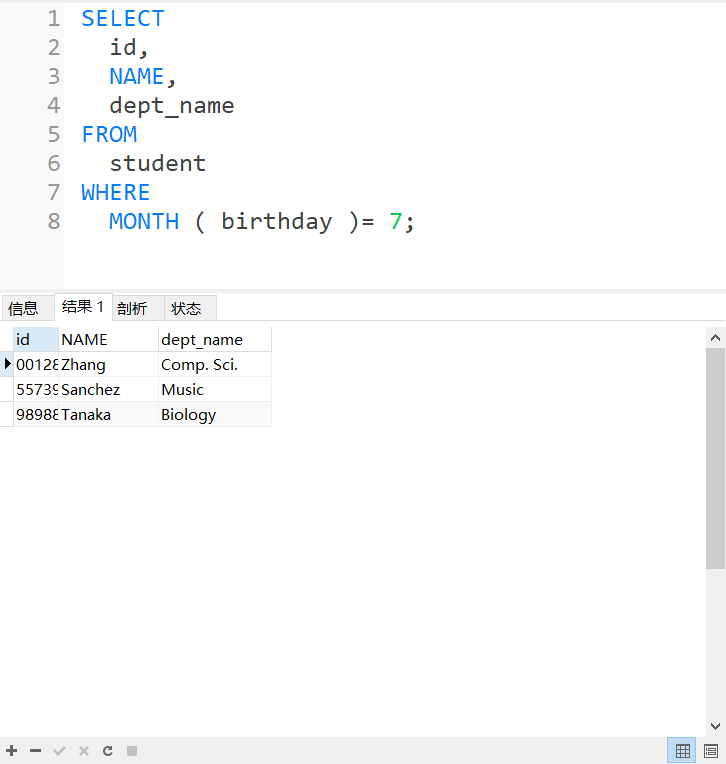 1 SELECT
2 id,
3 NAME,
4 dept_name
5 FROM
6 student
7 WHERE
8 MONTH ( birthday )= 7;
信息 结果 1 剖析 状态
id NAME dept_name
00128 Zhang Comp. Sci.
55739 Sanchez Music
98988 Tanaka Biology